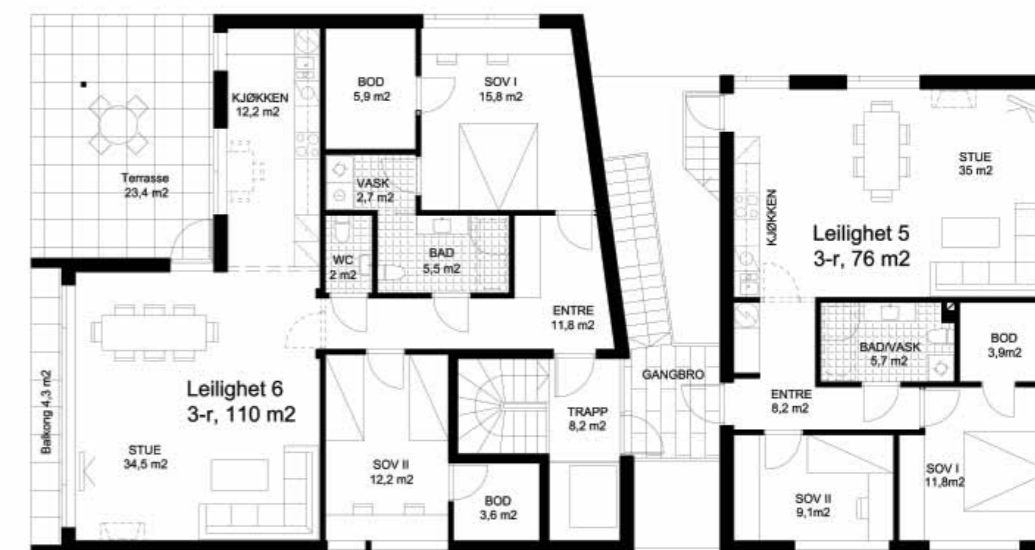 KJØKKEN
12,2 m2
BOD
5,9 m2
SOV I
15,8 m2
Terrasse
23,4 m2
VASK
2,7 m2
WC
2 m2
BAD
5,5 m2
ENTRE
11,8 m2
Balkong 4,3 m2
Leilighet 6
3-r, 110 m2
STUE
34,5 m2
SOV II
12,2 m2
BOD
3,6 m2
TRAPP
8,2 m2
GANGBRO
KJØKKEN
STUE
35 m2
Leilighet 5
3-r, 76 m2
BAD/VASK
5,7 m2
BOD
3,9m2
ENTRE
8,2 m2
SOV II
9,1m2
SOV I
11,8m2